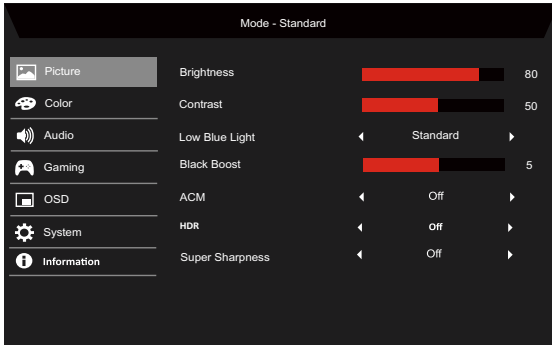 Mode - Standard
Picture
Color
Audio
Gaming
OSD
System
Information
Brightness 80
Contrast 50
Low Blue Light Standard
Black Boost 5
ACM Off
HDR Off
Super Sharpness Off